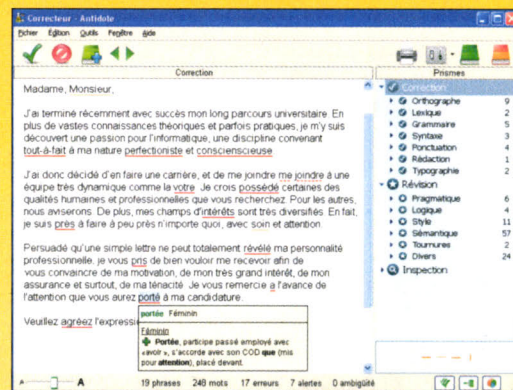 Correcteur - Antidote
Fichier Édition Outils Fenêtre Aide
Correction
Prismes
Madame, Monsieur,
J'ai terminé récemment avec succès mon long parcours universitaire. En
plus de vastes connaissances théoriques et parfois pratiques, je m'y suis
découvert une passion pour l'informatique, une discipline convenant
tout-à-fait à ma nature perfectioniste et conscienscieuse.
J'ai donc décidé d'en faire une carrière, et de me joindre me joindre à une
équipe très dynamique comme la votre. Je crois possédé certaines des
qualités humaines et professionnelles que vous recherchez. Pour les autres,
nous aviserons. De plus, mes champs d'intérêts sont très diversifiés. En fait,
je suis près à faire à peu près n'importe quoi, avec soin et attention.
Persuadé qu'une simple lettre ne peut totalement révélé ma personnalité
professionnelle, je vous pris de bien vouloir me recevoir afin de
vous convaincre de ma motivation, de mon très grand intérêt, de mon
assurance et surtout, de ma ténacité. Je vous remercie a l'avance de
l'attention que vous aurez porté à ma candidature.
Veuillez agréez l'expressi
portée Féminin
Féminin
Portée, participe passé employé avec
«avoir», s'accorde avec son COD que (mis
pour attention), placé devant.
Correction
Orthographe 9
Lexique 2
Grammaire 5
Syntaxe 3
Ponctuation 4
Rédaction 1
Typographie 2
Révision
Pragmatique 6
Logique 4
Style 11
Sémantique 57
Tournures 2
Divers 24
Inspection
A A 19 phrases 248 mots 17 erreurs 7 alertes 0 ambigüité